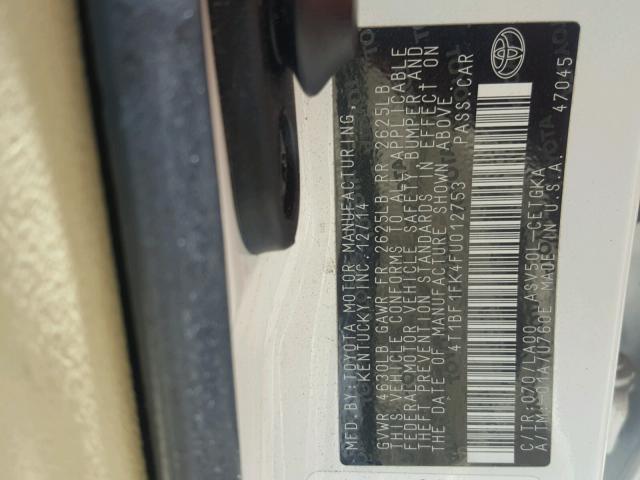 MFD. BY: TOYOTA MOTOR MANUFACTURING,
KENTUCKY, INC. 12/14
GVWR 4630LB GAWR FR 2625LB RR 2625LB
THIS VEHICLE CONFORMS TO ALL APPLICABLE
FEDERAL MOTOR VEHICLE SAFETY, BUMPER AND
THEFT PREVENTION STANDARDS IN EFFECT ON
THE DATE OF MANUFACTURE SHOWN ABOVE.
4T1BF1FK4FU012753 PASS.CAR
C/TR: 070/LA00 ASV50L-CETGKA
A/TM: -01A/U760E MADE IN U.S.A. 47045